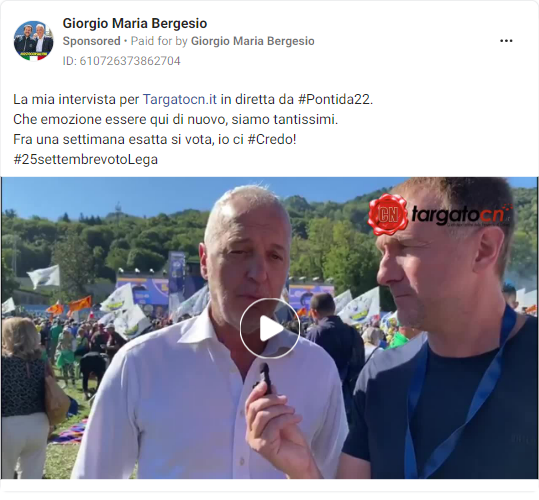 Giorgio Maria Bergesio
Sponsored • Paid for by Giorgio Maria Bergesio
ID: 610726373862704
La mia intervista per Targatocn.it in diretta da #Pontida22.
Che emozione essere qui di nuovo, siamo tantissimi.
Fra una settimana esatta si vota, io ci #Credo!
#25settembrevotoLega
CN targatocn.it